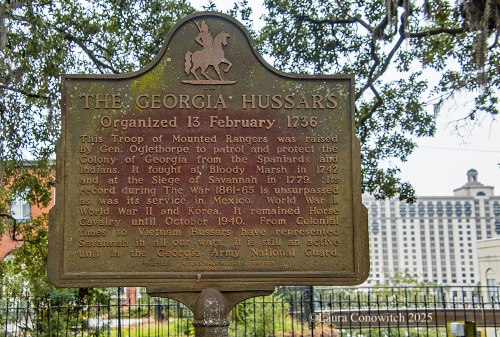 THE GEORGIA HUSSARS
Organized 13 February 1736
This Troop of Mounted Rangers was raised
by Gen. Oglethorpe to patrol and protect the
Colony of Georgia from the Spaniards and
Indians. It fought at Bloody Marsh in 1742
and at the Siege of Savannah in 1779. Its
record during The War 1861-65 is unsurpassed
as was its service in Mexico, World War I,
World War II and Korea. It remained Horse
Cavalry until October 1940. From Colonial
times to Vietnam Hussars have represented
Savannah in all our wars. It is still an active
unit in the Georgia Army National Guard.
©Laura Conowitch 2025